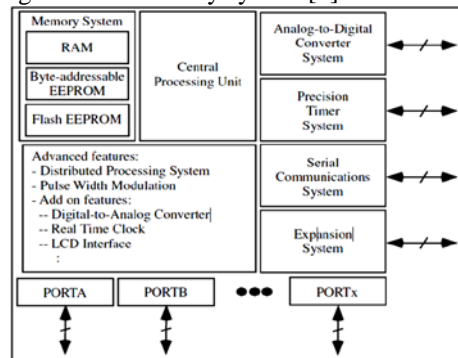 Memory System
RAM
Byte-addressable
EEPROM
Flash EEPROM
Central
Processing Unit
Analog-to-Digital
Converter
System
Precision
Timer
System
Advanced features:
- Distributed Processing System
- Pulse Width Modulation
- Add on features:
-- Digital-to-Analog Converter
-- Real Time Clock
-- LCD Interface
:
Serial
Communications
System
Expansion
System
PORTA
PORTB
PORTx